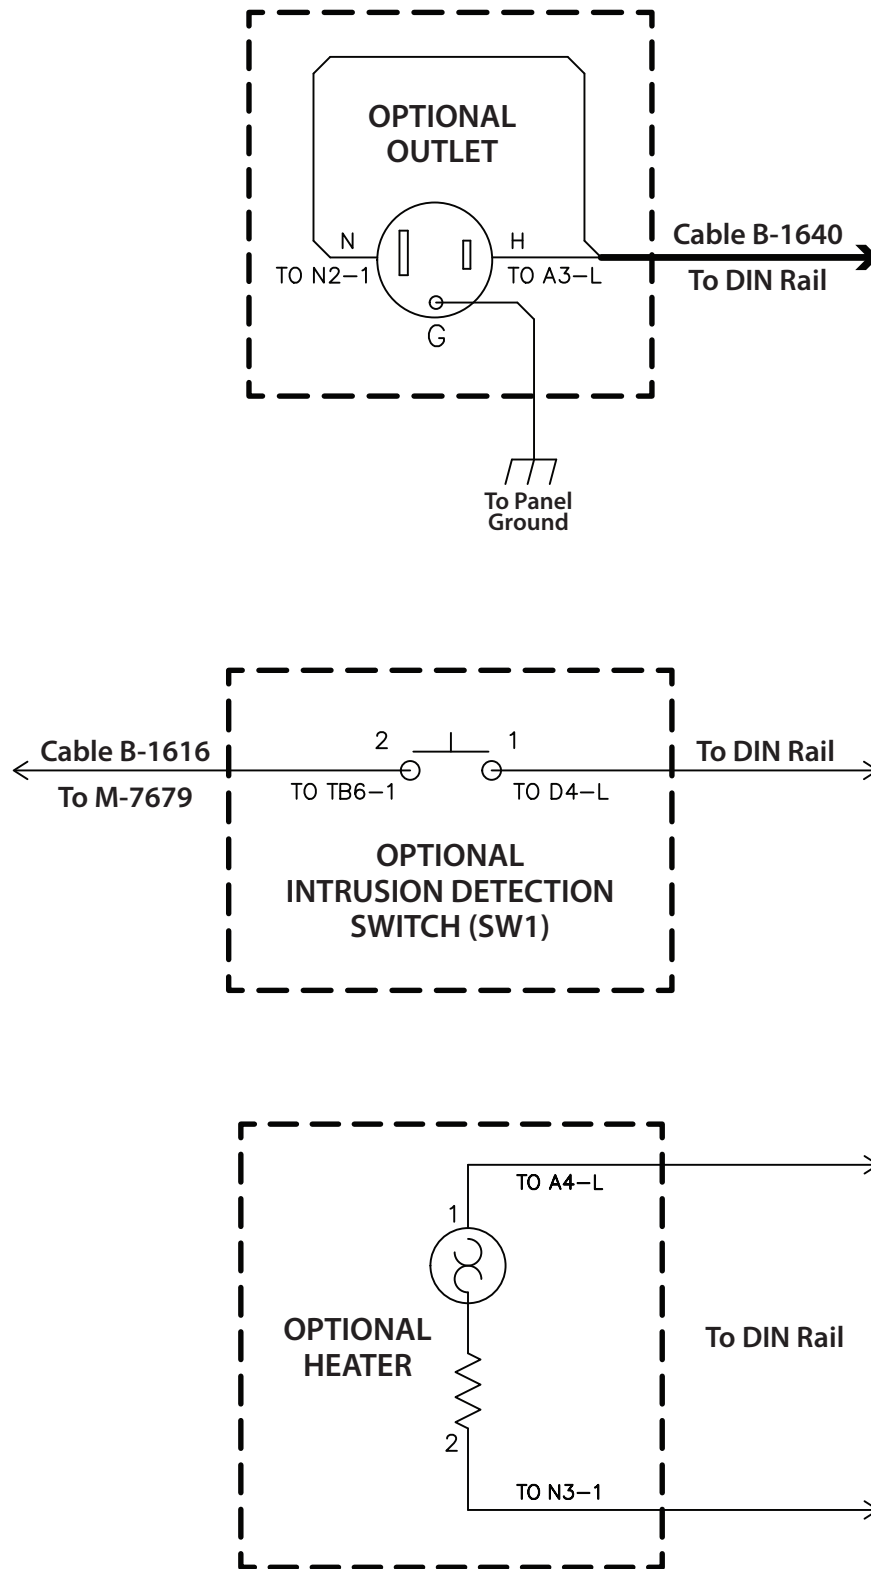 OPTIONAL
OUTLET
N
H
TO N2-1
TO A3-L
G
Cable B-1640
To DIN Rail
To Panel
Ground
Cable B-1616
To M-7679
2
1
TO TB6-1
TO D4-L
To DIN Rail
OPTIONAL
INTRUSION DETECTION
SWITCH (SW1)
TO A4-L
1
OPTIONAL
HEATER
To DIN Rail
2
TO N3-1